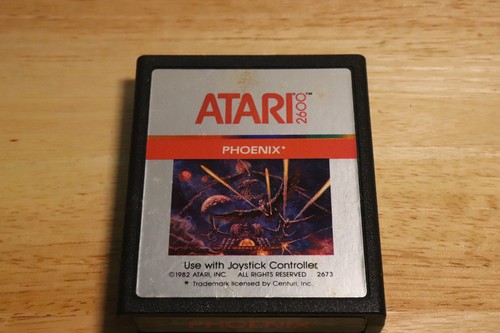 ATARI 2600™
PHOENIX*
Use with Joystick Controller.
©1982 ATARI, INC. ALL RIGHTS RESERVED 2673
* Trademark licensed by Centuri, Inc.